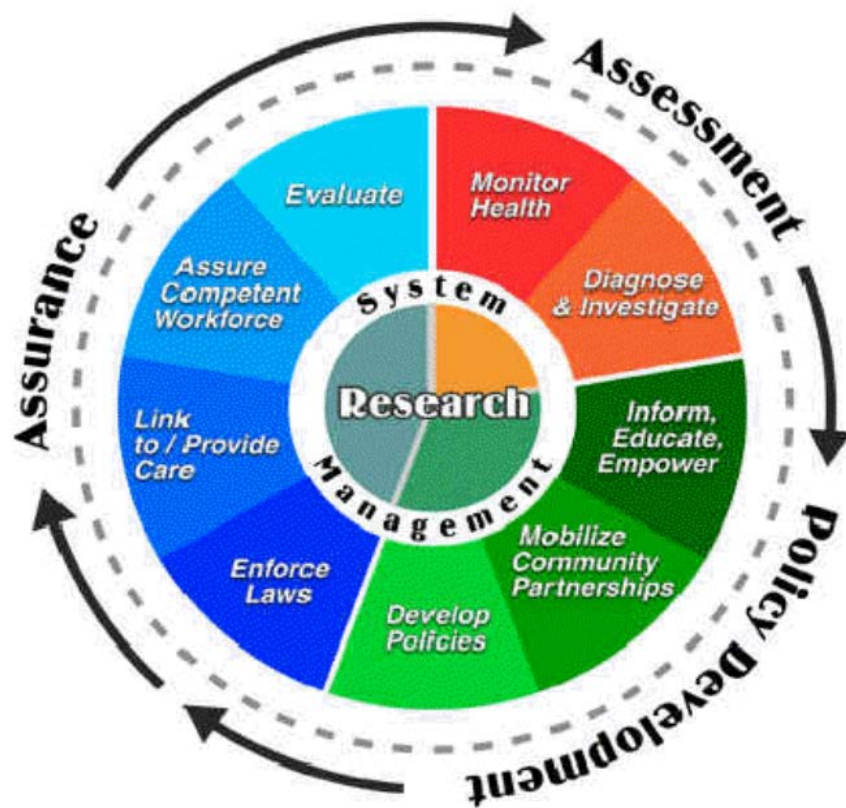 Assessment
Policy Development
Assurance
Monitor
Health
Diagnose
& Investigate
Inform,
Educate,
Empower
Mobilize
Community
Partnerships
Develop
Policies
Enforce
Laws
Link
to / Provide
Care
Assure
Competent
Workforce
Evaluate
System
Management
Research